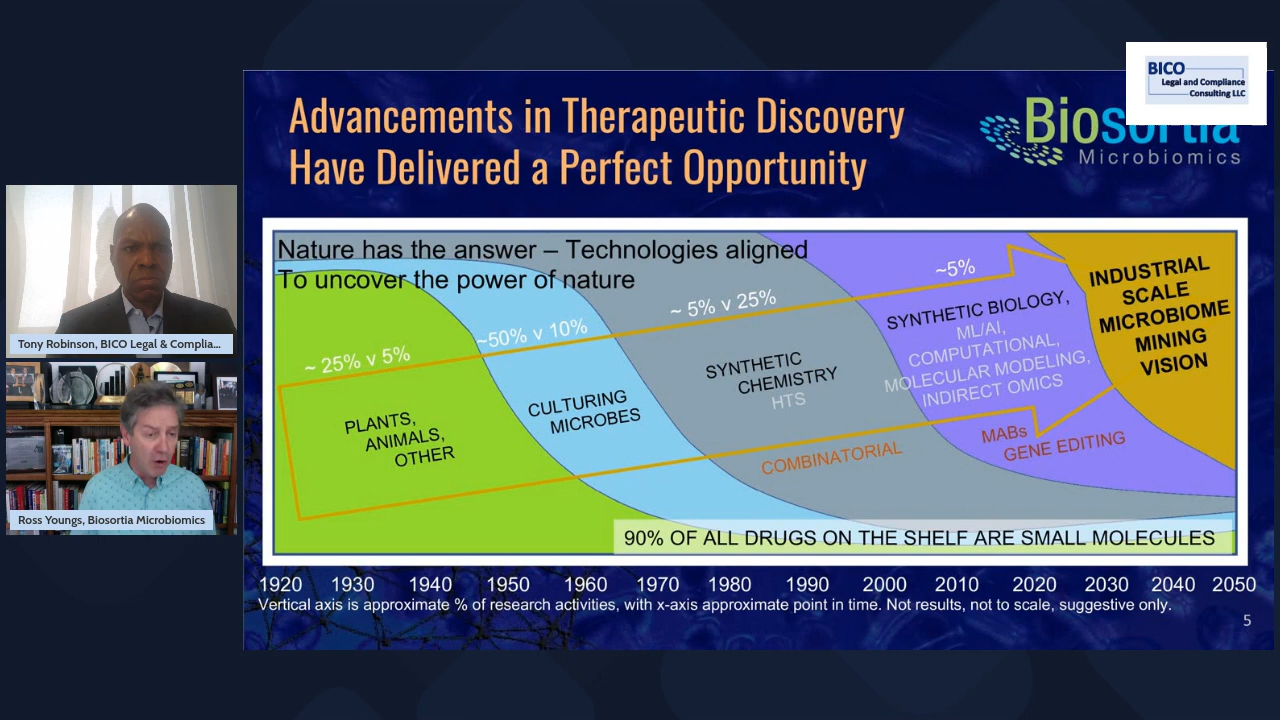 BICO
Legal and Compliance
Consulting LLC
Advancements in Therapeutic Discovery
Have Delivered a Perfect Opportunity
Biosortia
Microbiomics
Nature has the answer – Technologies aligned
To uncover the power of nature
~ 25% v 5%
~50% v 10%
~ 5% v 25%
~5%
PLANTS,
ANIMALS,
OTHER
CULTURING
MICROBES
SYNTHETIC
CHEMISTRY
HTS
COMBINATORIAL
SYNTHETIC BIOLOGY,
ML/AI,
COMPUTATIONAL,
MOLECULAR MODELING,
INDIRECT OMICS
MABs
GENE EDITING
INDUSTRIAL
SCALE
MICROBIOME
MINING
VISION
90% OF ALL DRUGS ON THE SHELF ARE SMALL MOLECULES
1920 1930 1940 1950 1960 1970 1980 1990 2000 2010 2020 2030 2040 2050
Vertical axis is approximate % of research activities, with x-axis approximate point in time. Not results, not to scale, suggestive only.
5
Tony Robinson, BICO Legal & Complia...
Ross Youngs, Biosortia Microbiomics